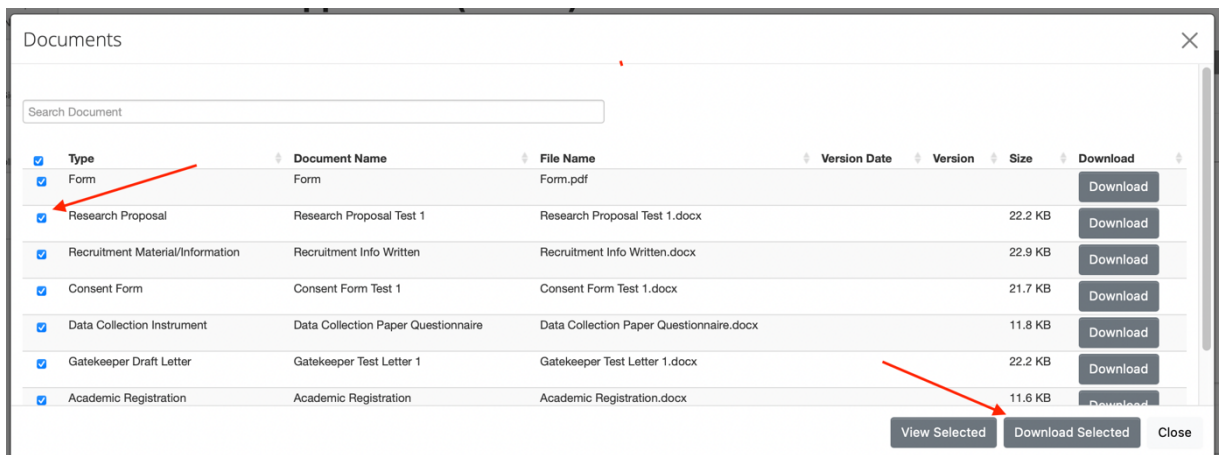 Documents
Search Document
Type Document Name File Name Version Date Version Size Download
Form Form Form.pdf Download
Research Proposal Research Proposal Test 1 Research Proposal Test 1.docx 22.2 KB Download
Recruitment Material/Information Recruitment Info Written Recruitment Info Written.docx 22.9 KB Download
Consent Form Consent Form Test 1 Consent Form Test 1.docx 21.7 KB Download
Data Collection Instrument Data Collection Paper Questionnaire Data Collection Paper Questionnaire.docx 11.8 KB Download
Gatekeeper Draft Letter Gatekeeper Test Letter 1 Gatekeeper Test Letter 1.docx 22.2 KB Download
Academic Registration Academic Registration Academic Registration.docx 11.6 KB Download
View Selected Download Selected Close